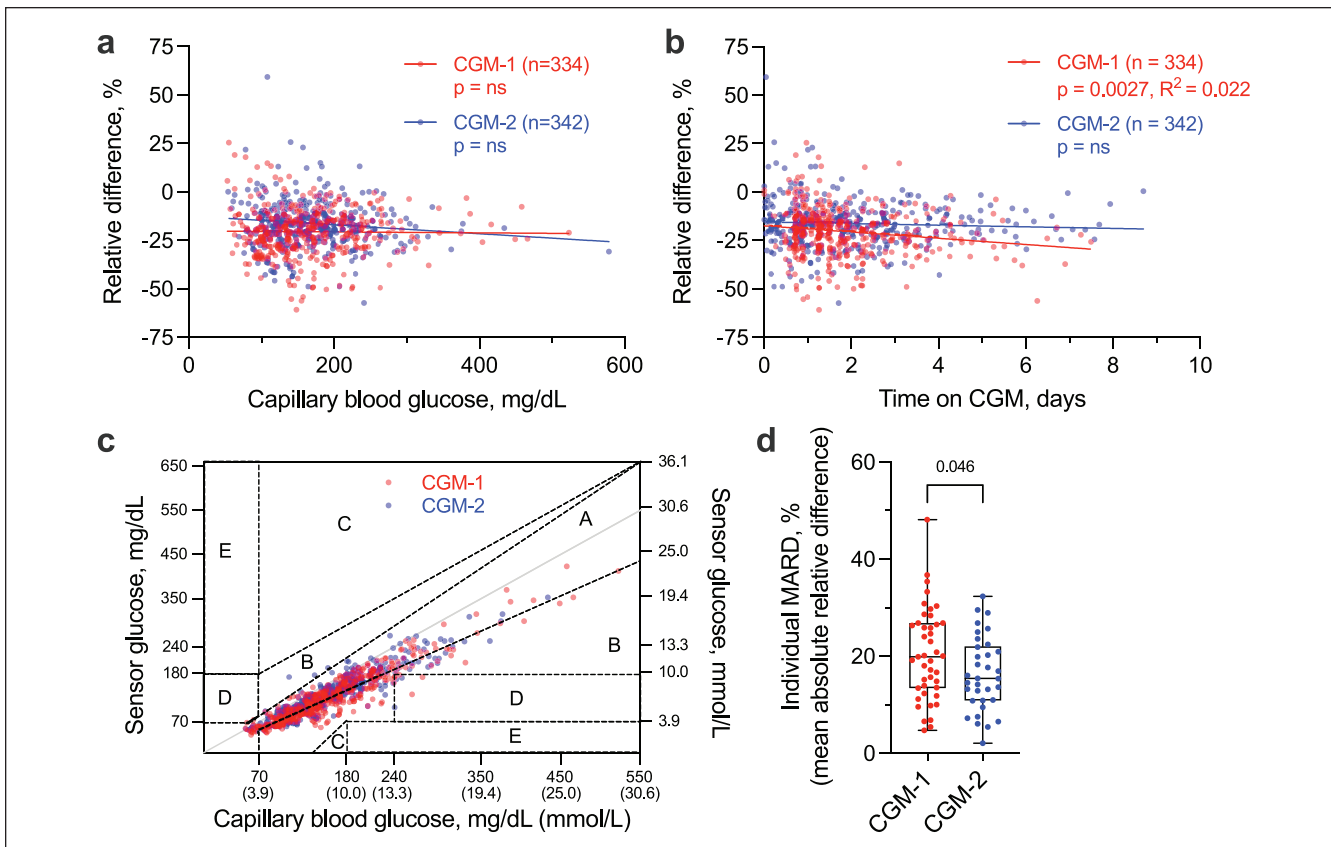 a
75
50
25
0
-25
-50
-75
Relative difference, %
CGM-1 (n=334)
p = ns
CGM-2 (n=342)
p = ns
0
200
400
600
Capillary blood glucose, mg/dL
b
75
50
25
0
-25
-50
-75
Relative difference, %
CGM-1 (n = 334)
p = 0.0027, R² = 0.022
CGM-2 (n = 342)
p = ns
0
2
4
6
8
10
Time on CGM, days
c
650
550
450
350
240
180
70
Sensor glucose, mg/dL
CGM-1
CGM-2
E
C
A
B
B
D
D
C
E
36.1
30.6
25.0
19.4
13.3
10.0
3.9
Sensor glucose, mmol/L
70
(3.9)
180
(10.0)
240
(13.3)
350
(19.4)
450
(25.0)
550
(30.6)
Capillary blood glucose, mg/dL (mmol/L)
d
60
40
20
0
Individual MARD, %
(mean absolute relative difference)
0.046
CGM-1
CGM-2